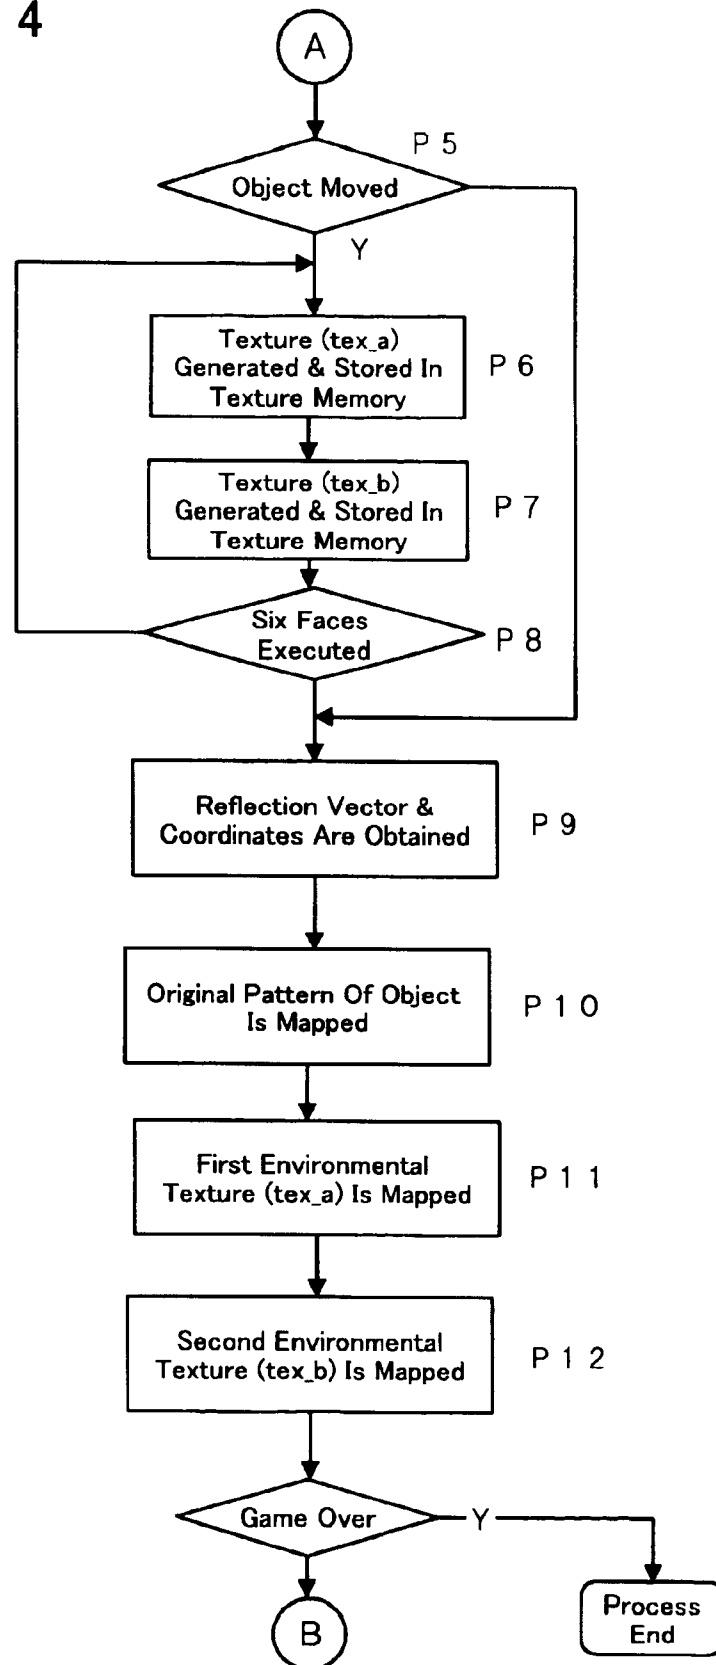 4
A
P 5
Object Moved
Y
Texture (tex_a)
Generated & Stored In
Texture Memory
P 6
Texture (tex_b)
Generated & Stored In
Texture Memory
P 7
Six Faces
Executed
P 8
Reflection Vector &
Coordinates Are Obtained
P 9
Original Pattern Of Object
Is Mapped
P 1 0
First Environmental
Texture (tex_a) Is Mapped
P 1 1
Second Environmental
Texture (tex_b) Is Mapped
P 1 2
Game Over
Y
Process
End
B